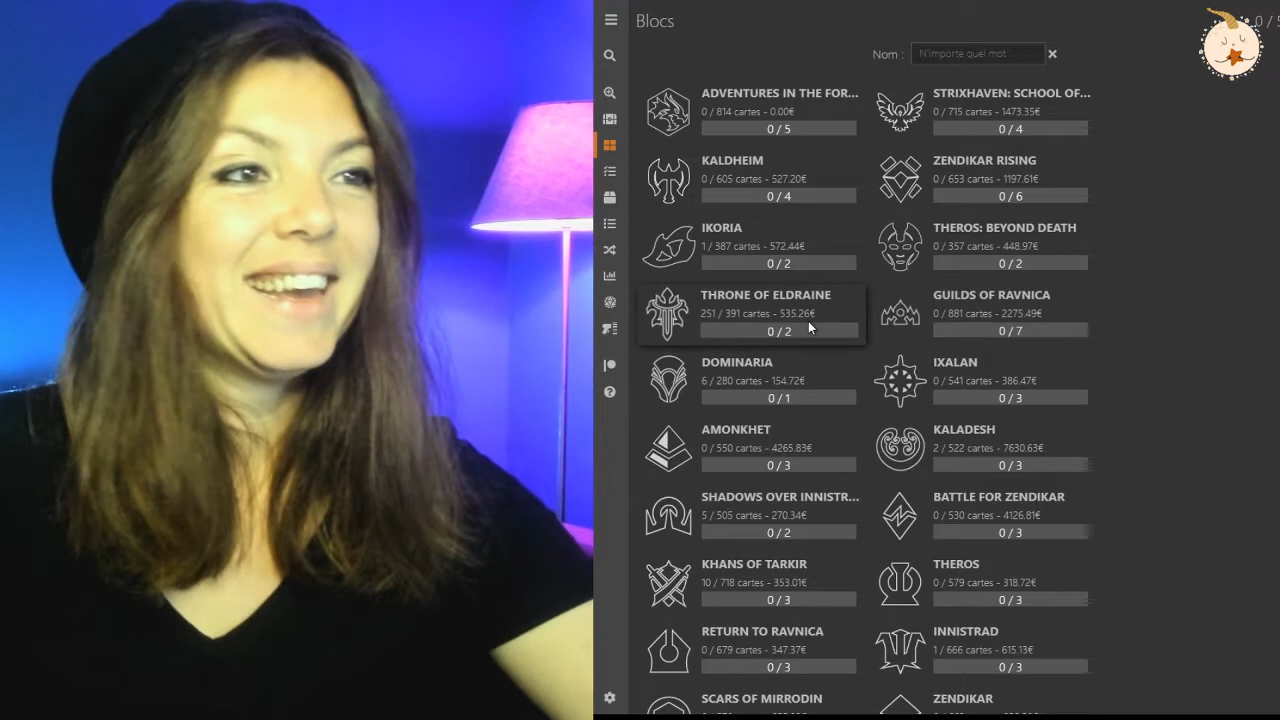 Blocs
0 / 5
Nom : N'importe quel mot
ADVENTURES IN THE FOR...
0 / 814 cartes - 0.00€
0 / 5
STRIXHAVEN: SCHOOL OF...
0 / 715 cartes - 1473.35€
0 / 4
KALDHEIM
0 / 605 cartes - 527.20€
0 / 4
ZENDIKAR RISING
0 / 653 cartes - 1197.61€
0 / 6
IKORIA
1 / 387 cartes - 572.44€
0 / 2
THEROS: BEYOND DEATH
0 / 357 cartes - 448.97€
0 / 2
THRONE OF ELDRAINE
251 / 391 cartes - 535.26€
0 / 2
GUILDS OF RAVNICA
0 / 881 cartes - 2275.49€
0 / 7
DOMINARIA
6 / 280 cartes - 154.72€
0 / 1
IXALAN
0 / 541 cartes - 386.47€
0 / 3
AMONKHET
0 / 550 cartes - 4265.83€
0 / 3
KALADESH
2 / 522 cartes - 7630.63€
0 / 3
SHADOWS OVER INNISTR...
5 / 505 cartes - 270.34€
0 / 2
BATTLE FOR ZENDIKAR
0 / 530 cartes - 4126.81€
0 / 3
KHANS OF TARKIR
10 / 718 cartes - 353.01€
0 / 3
THEROS
0 / 579 cartes - 318.72€
0 / 3
RETURN TO RAVNICA
0 / 679 cartes - 347.37€
0 / 3
INNISTRAD
1 / 666 cartes - 615.13€
0 / 3
SCARS OF MIRRODIN
ZENDIKAR